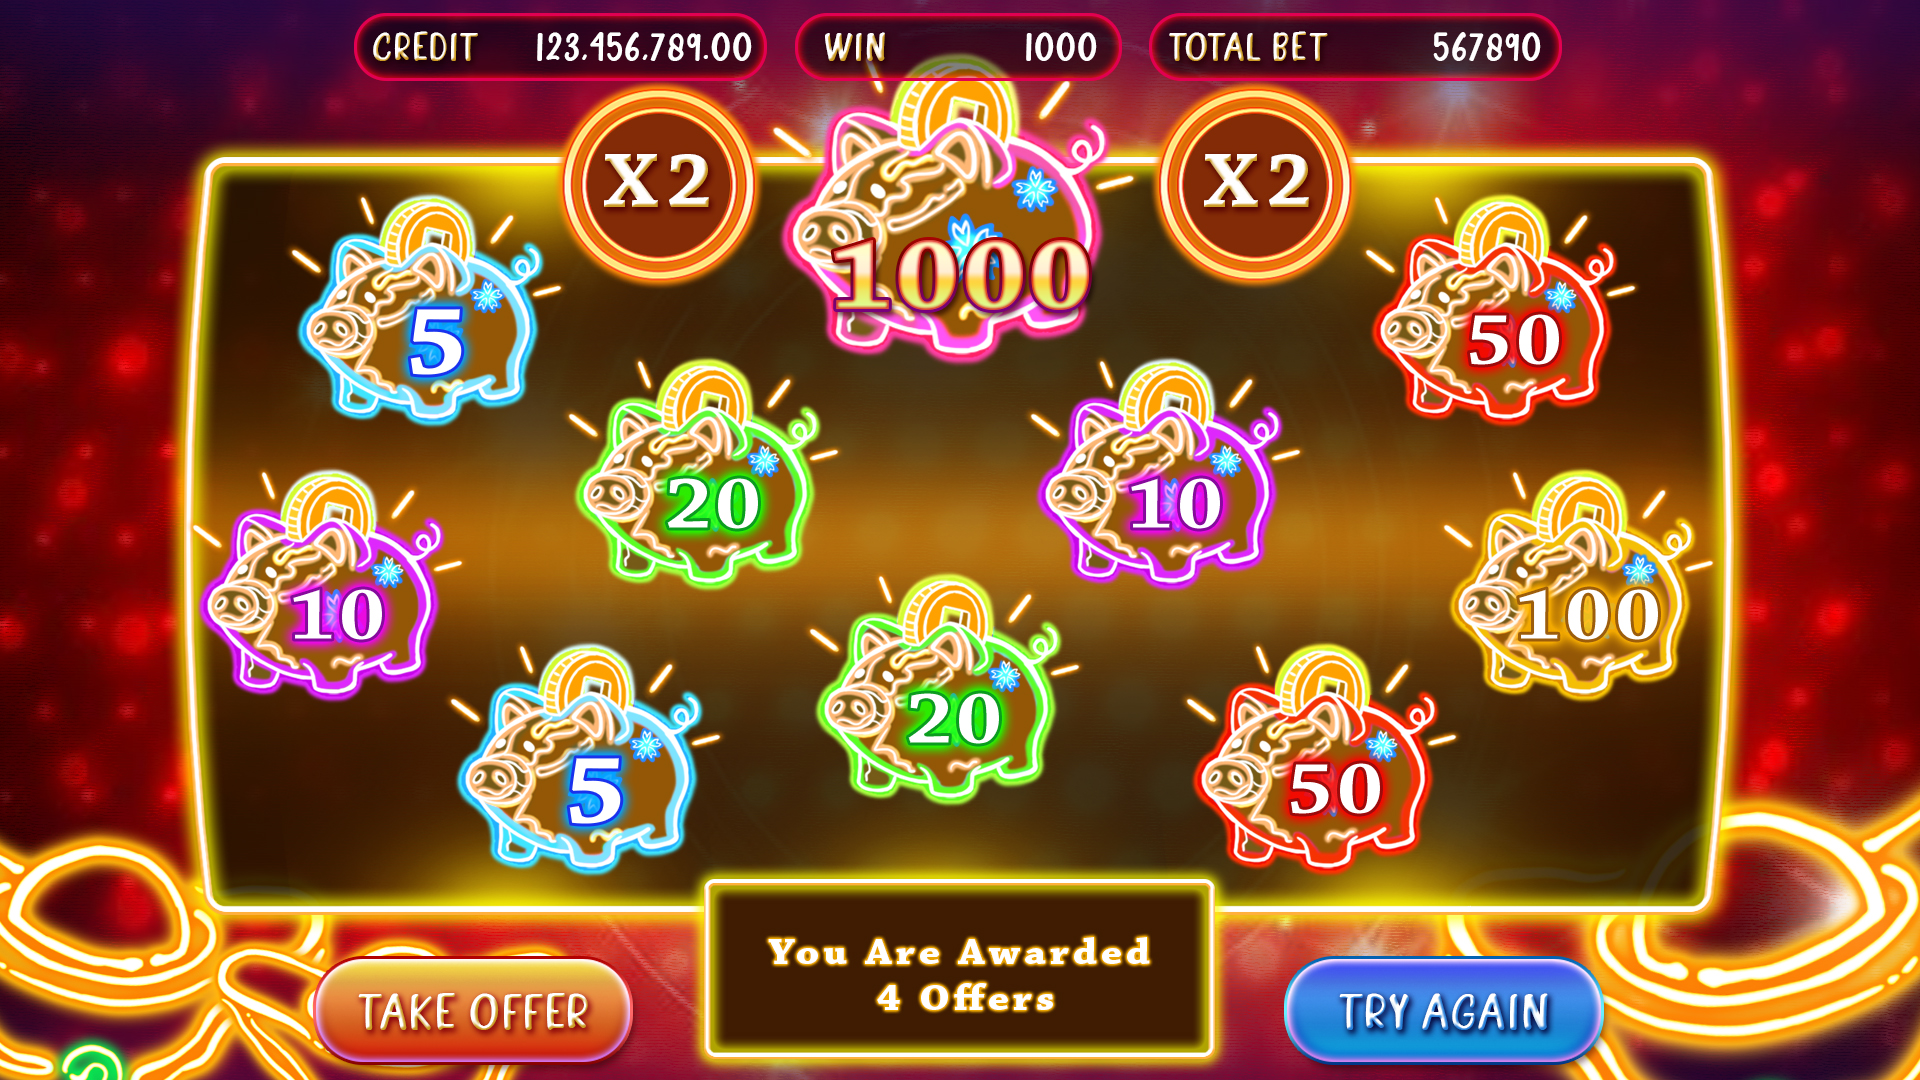 CREDIT 123,456,789.00
WIN 1000
TOTAL BET 567890
X2
X2
1000
5
50
20
10
10
100
20
5
50
You Are Awarded
4 Offers
TAKE OFFER
TRY AGAIN